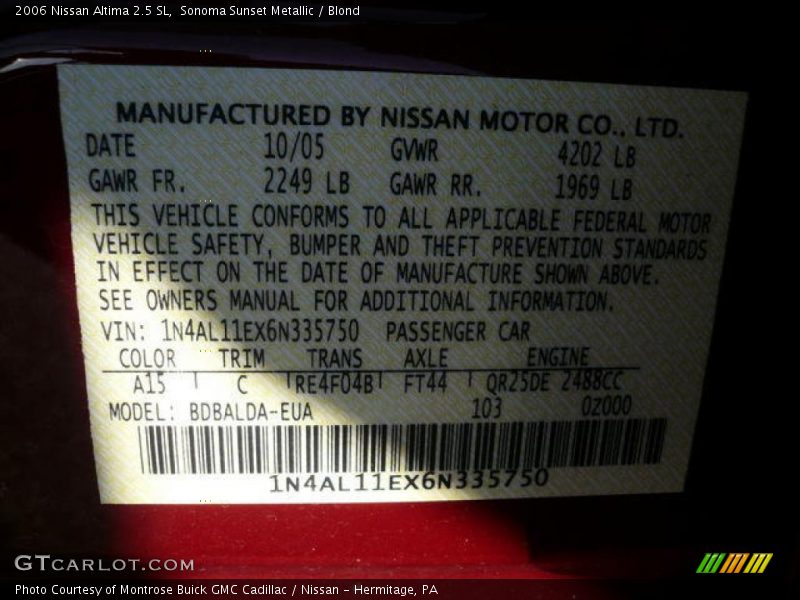 2006 Nissan Altima 2.5 SL,  Sonoma Sunset Metallic / Blond
MANUFACTURED BY NISSAN MOTOR CO., LTD.
DATE 10/05 GVWR 4202 LB
GAWR FR. 2249 LB GAWR RR. 1969 LB
THIS VEHICLE CONFORMS TO ALL APPLICABLE FEDERAL MOTOR
VEHICLE SAFETY, BUMPER AND THEFT PREVENTION STANDARDS
IN EFFECT ON THE DATE OF MANUFACTURE SHOWN ABOVE.
SEE OWNERS MANUAL FOR ADDITIONAL INFORMATION.
VIN: 1N4AL11EX6N335750 PASSENGER CAR
COLOR TRIM TRANS AXLE ENGINE
A15 C RE4F04B FT44 QR25DE 2488CC
MODEL: BDBALDA-EUA 103 0Z000
1N4AL11EX6N335750
GTCARLOT.COM
Photo Courtesy of Montrose Buick GMC Cadillac / Nissan - Hermitage, PA